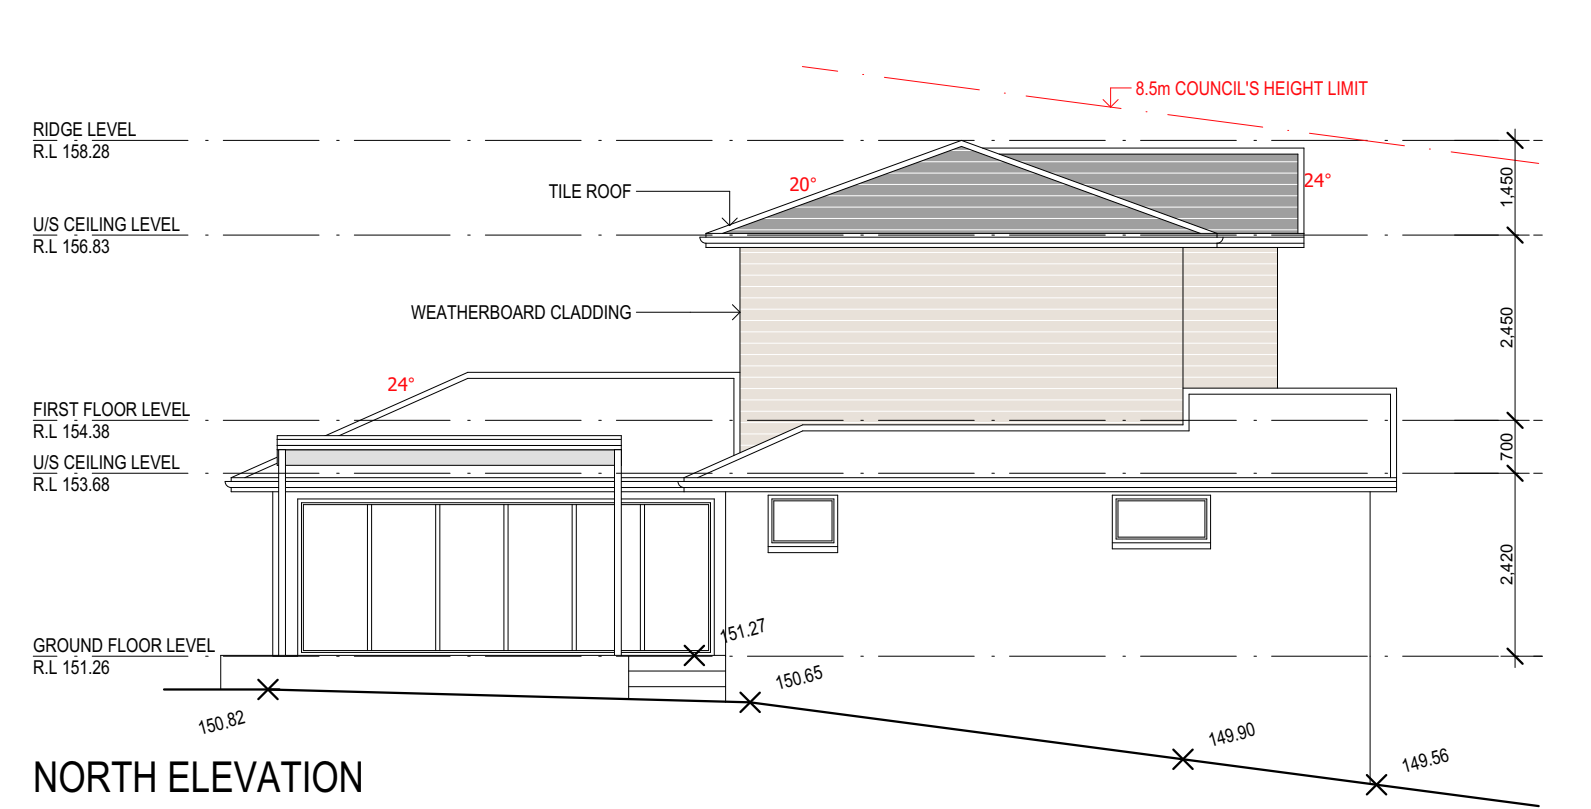 8.5m COUNCIL'S HEIGHT LIMIT
RIDGE LEVEL
R.L 158.28
1,450
20°
24°
TILE ROOF
U/S CEILING LEVEL
R.L 156.83
2,450
WEATHERBOARD CLADDING
24°
FIRST FLOOR LEVEL
R.L 154.38
700
U/S CEILING LEVEL
R.L 153.68
2,420
151.27
GROUND FLOOR LEVEL
R.L 151.26
150.65
150.82
149.90
149.56
NORTH ELEVATION